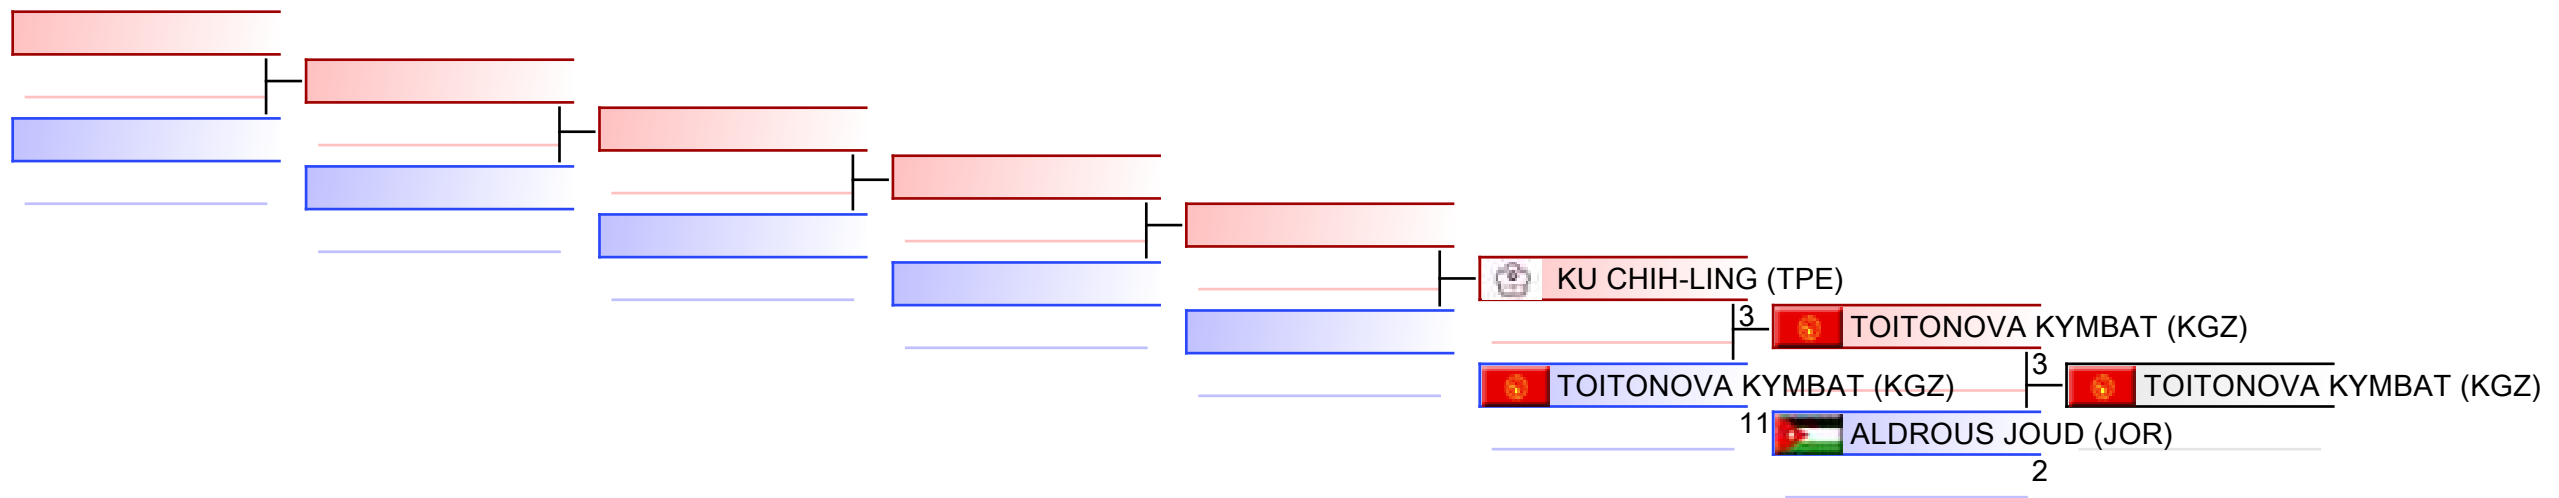 KU CHIH-LING (TPE)
3
TOITONOVA KYMBAT (KGZ)
TOITONOVA KYMBAT (KGZ)
11
3
TOITONOVA KYMBAT (KGZ)
ALDROUS JOUD (JOR)
2